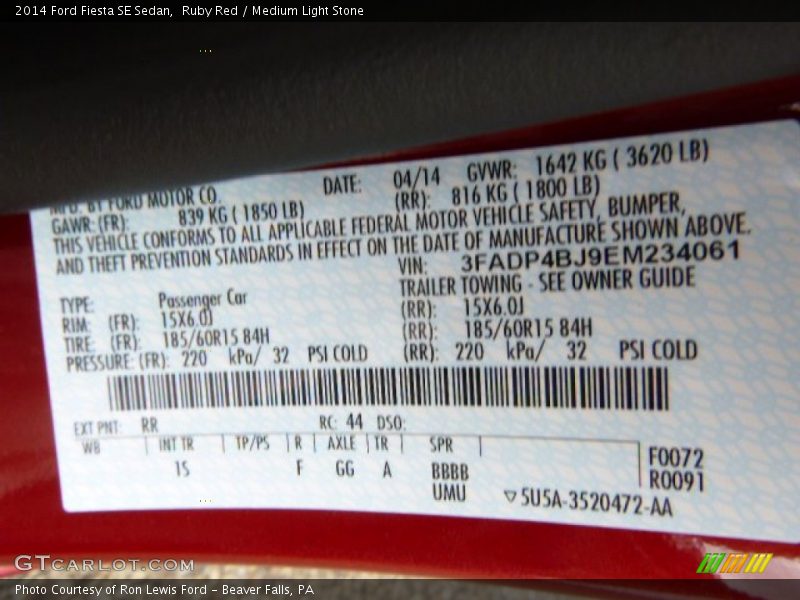 2014 Ford Fiesta SE Sedan,  Ruby Red / Medium Light Stone
MFD. BY FORD MOTOR CO.
DATE: 04/14 GVWR: 1642 KG ( 3620 LB)
GAWR: (FR): 839 KG ( 1850 LB) (RR): 816 KG ( 1800 LB)
THIS VEHICLE CONFORMS TO ALL APPLICABLE FEDERAL MOTOR VEHICLE SAFETY, BUMPER,
AND THEFT PREVENTION STANDARDS IN EFFECT ON THE DATE OF MANUFACTURE SHOWN ABOVE.
VIN: 3FADP4BJ9EM234061
TYPE: Passenger Car TRAILER TOWING - SEE OWNER GUIDE
RIM: (FR): 15X6.0J (RR): 15X6.0J
TIRE: (FR): 185/60R15 84H (RR): 185/60R15 84H
PRESSURE: (FR): 220 kPa/ 32 PSI COLD (RR): 220 kPa/ 32 PSI COLD
EXT PNT: RR RC: 44 DSO:
WB INT TR TP/PS R AXLE TR SPR
F0072
IS F GG A BBBB
R0091
UMU
5U5A-3520472-AA
GTCARLOT.COM
Photo Courtesy of Ron Lewis Ford - Beaver Falls, PA